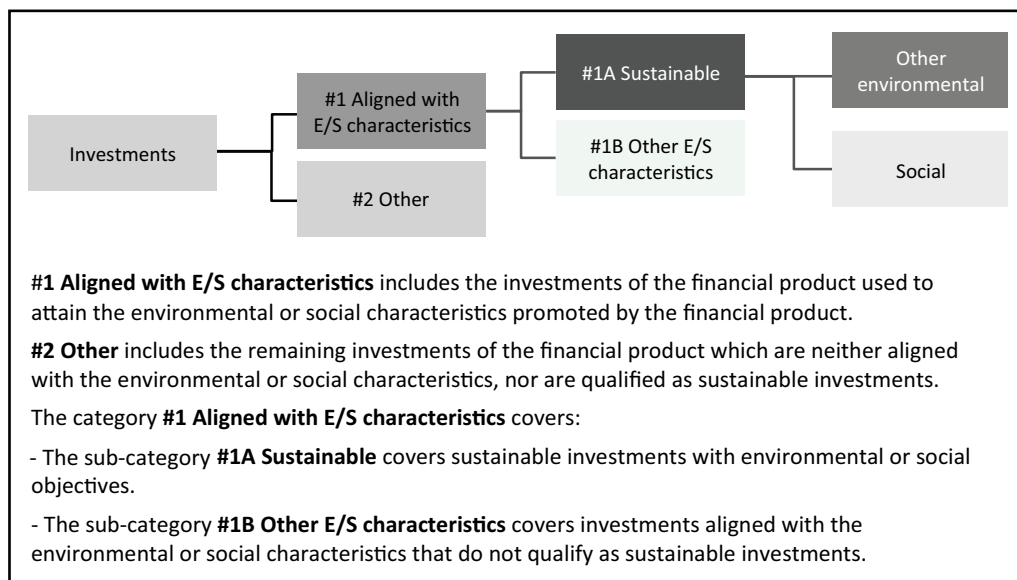 Investments
#1 Aligned with
E/S characteristics
#2 Other
#1A Sustainable
#1B Other E/S
characteristics
Other
environmental
Social
#1 Aligned with E/S characteristics includes the investments of the financial product used to
attain the environmental or social characteristics promoted by the financial product.
#2 Other includes the remaining investments of the financial product which are neither aligned
with the environmental or social characteristics, nor are qualified as sustainable investments.
The category #1 Aligned with E/S characteristics covers:
- The sub-category #1A Sustainable covers sustainable investments with environmental or social
objectives.
- The sub-category #1B Other E/S characteristics covers investments aligned with the
environmental or social characteristics that do not qualify as sustainable investments.